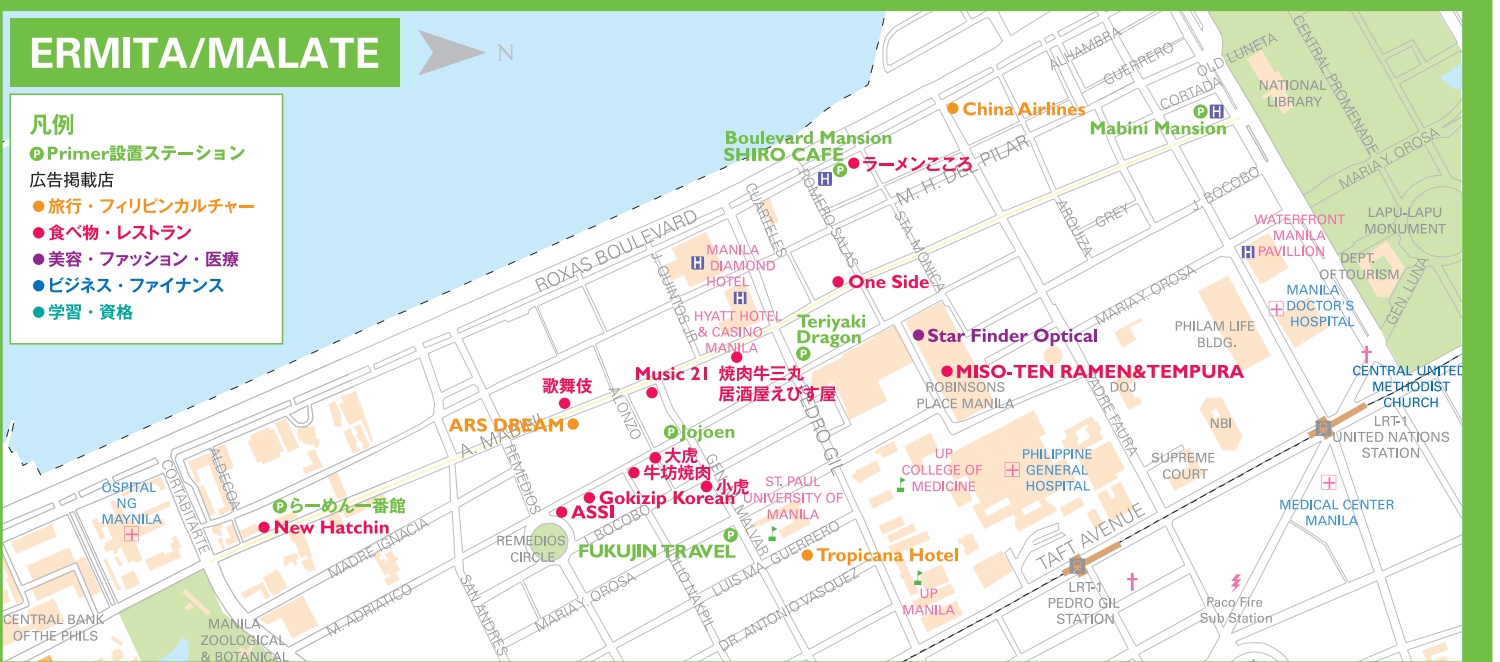 ERMITA/MALATE
N
凡例
P Primer設置ステーション
広告掲載店
旅行・フィリピンカルチャー
食べ物・レストラン
美容・ファッション・医療
ビジネス・ファイナンス
学習・資格
ALHAMBRA
GUERRERO
OLD LUNETA
CENTRAL PROMENADE
CORTADA
NATIONAL
LIBRARY
China Airlines
P H
Mabini Mansion
MARIA Y. OROSA
MARIA Y. OROSA
Boulevard Mansion
SHIRO CAFE
P
H
ラーメンこころ
M. H. DEL PILAR
J. BOCOBO
ROXAS BOULEVARD
CUARTELES
ROMERO SALAS
STA. MONICA
ARQUIZA
GREY
LAPU-LAPU
MONUMENT
WATERFRONT
MANILA
H PAVILLION
DEPT.
OF TOURISM
GEN. LUNA
J. QUINTOS JR.
MANILA
H DIAMOND
HOTEL
H
HYATT HOTEL
& CASINO
MANILA
One Side
MARIA Y. OROSA
MANILA
DOCTOR'S
HOSPITAL
Teriyaki
Dragon
P
Star Finder Optical
PHILAM LIFE
BLDG.
MISO-TEN RAMEN&TEMPURA
ROBINSONS
PLACE MANILA
DOJ
PADRE FAURA
CENTRAL UNITED
METHODIST
CHURCH
Music 21
焼肉牛三丸
居酒屋えびす屋
歌舞伎
ARS DREAM
A. MABINI
ALONZO
PEDRO GIL
P Jojoen
NBI
LRT-1
UNITED NATIONS
STATION
大虎
牛坊焼肉
小虎
REMEDIOS
UP
COLLEGE OF
MEDICINE
PHILIPPINE
GENERAL
HOSPITAL
SUPREME
COURT
OSPITAL
NG
MAYNILA
CORTABITARTE
ALDECOA
P らーめん一番館
New Hatchin
Gokizip Korean
ASSI
ST. PAUL
UNIVERSITY OF
MANILA
MEDICAL CENTER
MANILA
MADRE IGNACIA
REMEDIOS
CIRCLE
BOCOBO
GEN. MALVAR
GUERRERO
P
FUKUJIN TRAVEL
Tropicana Hotel
TAFT AVENUE
M. ADRIATICO
SAN ANDRES
MARIA Y. OROSA
JULIO NAKPIL
LUIS MA.
DR. ANTONIO VASQUEZ
UP
MANILA
LRT-1
PEDRO GIL
STATION
Paco Fire
Sub Station
CENTRAL BANK
OF THE PHILS
MANILA
ZOOLOGICAL
& BOTANICAL